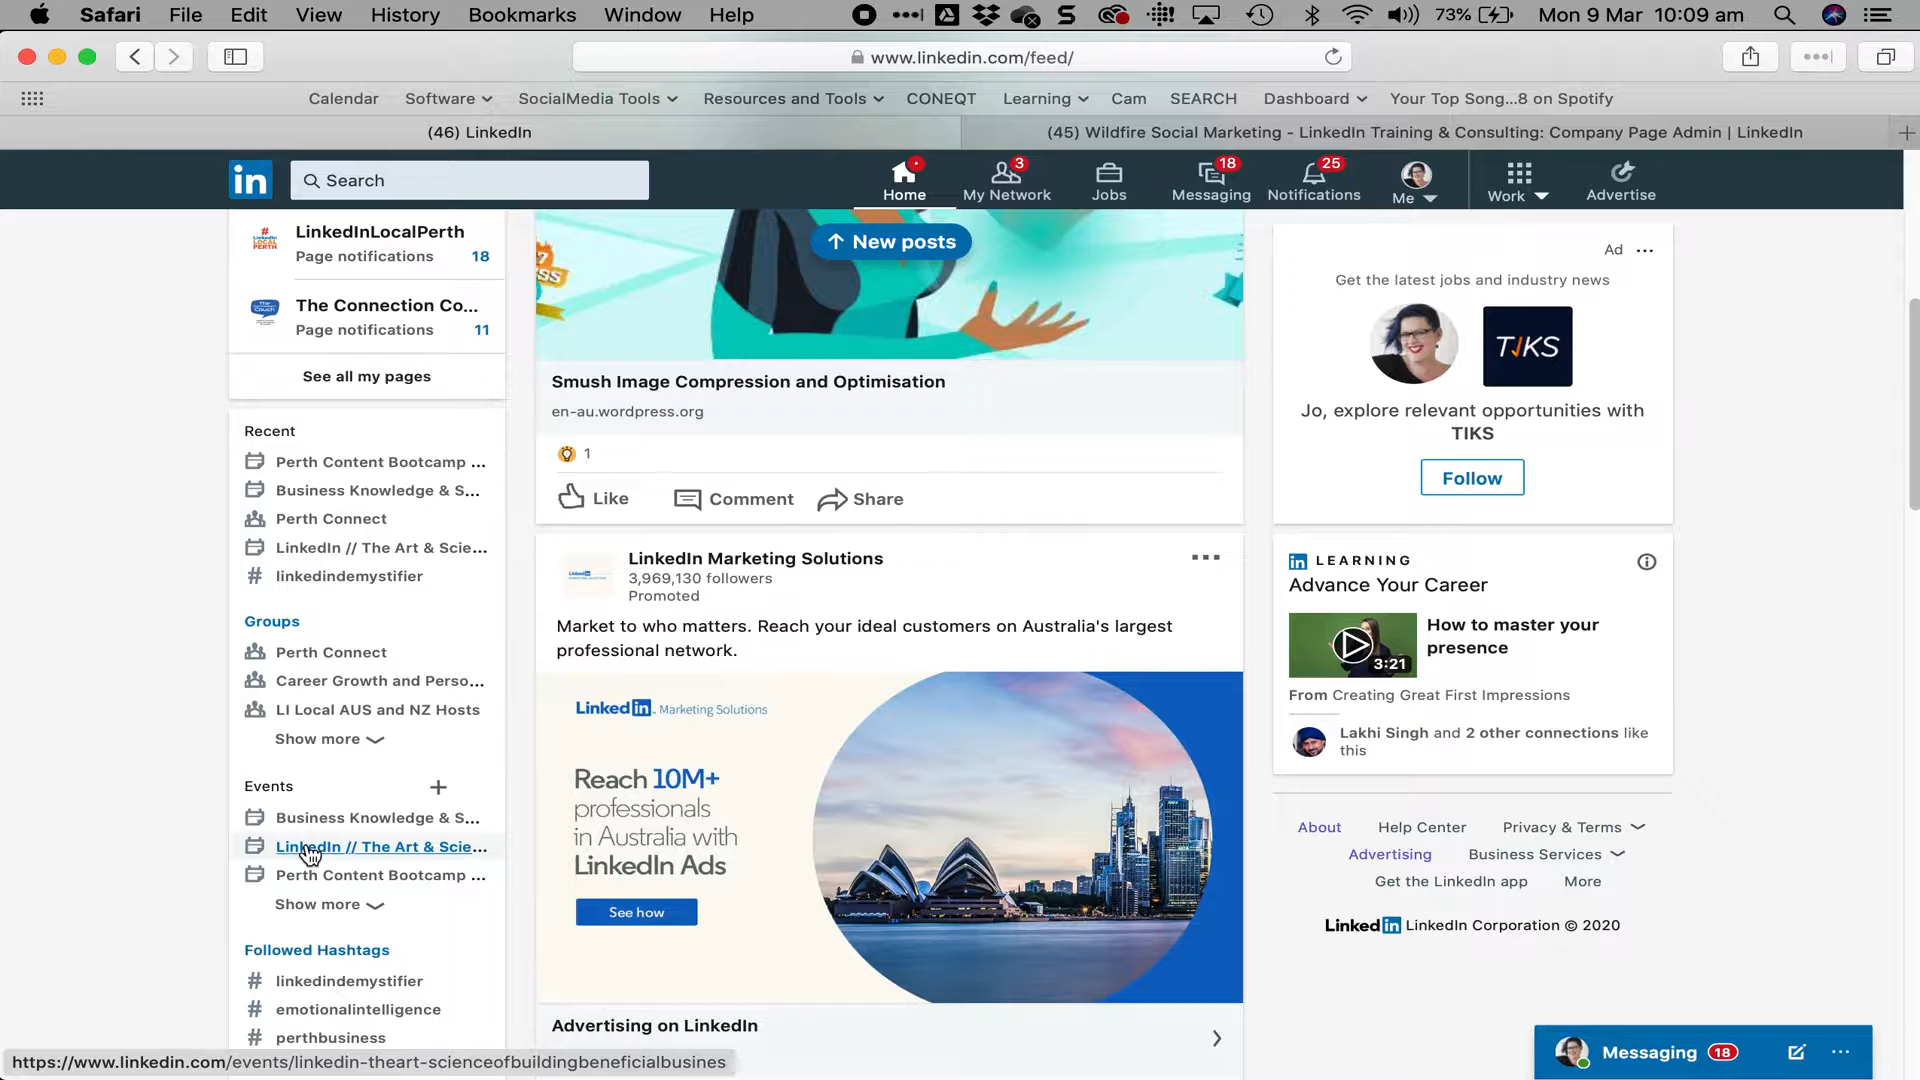 Safari File Edit View History Bookmarks Window Help 73% Mon 9 Mar 10:09 am
www.linkedin.com/feed/
Calendar Software SocialMedia Tools Resources and Tools CONEQT Learning Cam SEARCH Dashboard Your Top Song...8 on Spotify
(46) LinkedIn
(45) Wildfire Social Marketing - LinkedIn Training & Consulting: Company Page Admin | LinkedIn
in Search
Home
3
My Network
Jobs
18
Messaging
25
Notifications
Me
Work
Advertise
#
LinkedIn
LOCAL
PERTH
LinkedInLocalPerth
Page notifications 18
The Connection Co...
Page notifications 11
See all my pages
Recent
Perth Content Bootcamp ...
Business Knowledge & S...
Perth Connect
LinkedIn // The Art & Scie...
# linkedindemystifier
Groups
Perth Connect
Career Growth and Perso...
LI Local AUS and NZ Hosts
Show more
Events +
Business Knowledge & S...
LinkedIn // The Art & Scie...
Perth Content Bootcamp ...
Show more
Followed Hashtags
# linkedindemystifier
# emotionalintelligence
# perthbusiness
https://www.linkedin.com/events/linkedin-theart-scienceofbuildingbeneficialbusines
New posts
Smush Image Compression and Optimisation
en-au.wordpress.org
1
Like Comment Share
LinkedIn Marketing Solutions
3,969,130 followers
Promoted
Market to who matters. Reach your ideal customers on Australia's largest
professional network.
Linked in Marketing Solutions
Reach 10M+
professionals
in Australia with
LinkedIn Ads
See how
Advertising on LinkedIn
Ad
Get the latest jobs and industry news
TIKS
Jo, explore relevant opportunities with
TIKS
Follow
in LEARNING
Advance Your Career
3:21
How to master your
presence
From Creating Great First Impressions
Lakhi Singh and 2 other connections like
this
About Help Center Privacy & Terms
Advertising Business Services
Get the LinkedIn app More
Linked in LinkedIn Corporation © 2020
Messaging 18